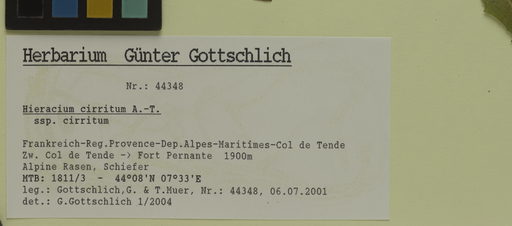 Herbarium Günter Gottschlich
Nr.: 44348
Hieracium cirritum A.-T.
ssp. cirritum
Frankreich-Reg.Provence-Dep.Alpes-Maritimes-Col de Tende
Zw. Col de Tende -> Fort Pernante 1900m
Alpine Rasen, Schiefer
MTB: 1811/3 - 44°08'N 07°33'E
leg.: Gottschlich,G. & T.Muer, Nr.: 44348, 06.07.2001
det.: G.Gottschlich 1/2004